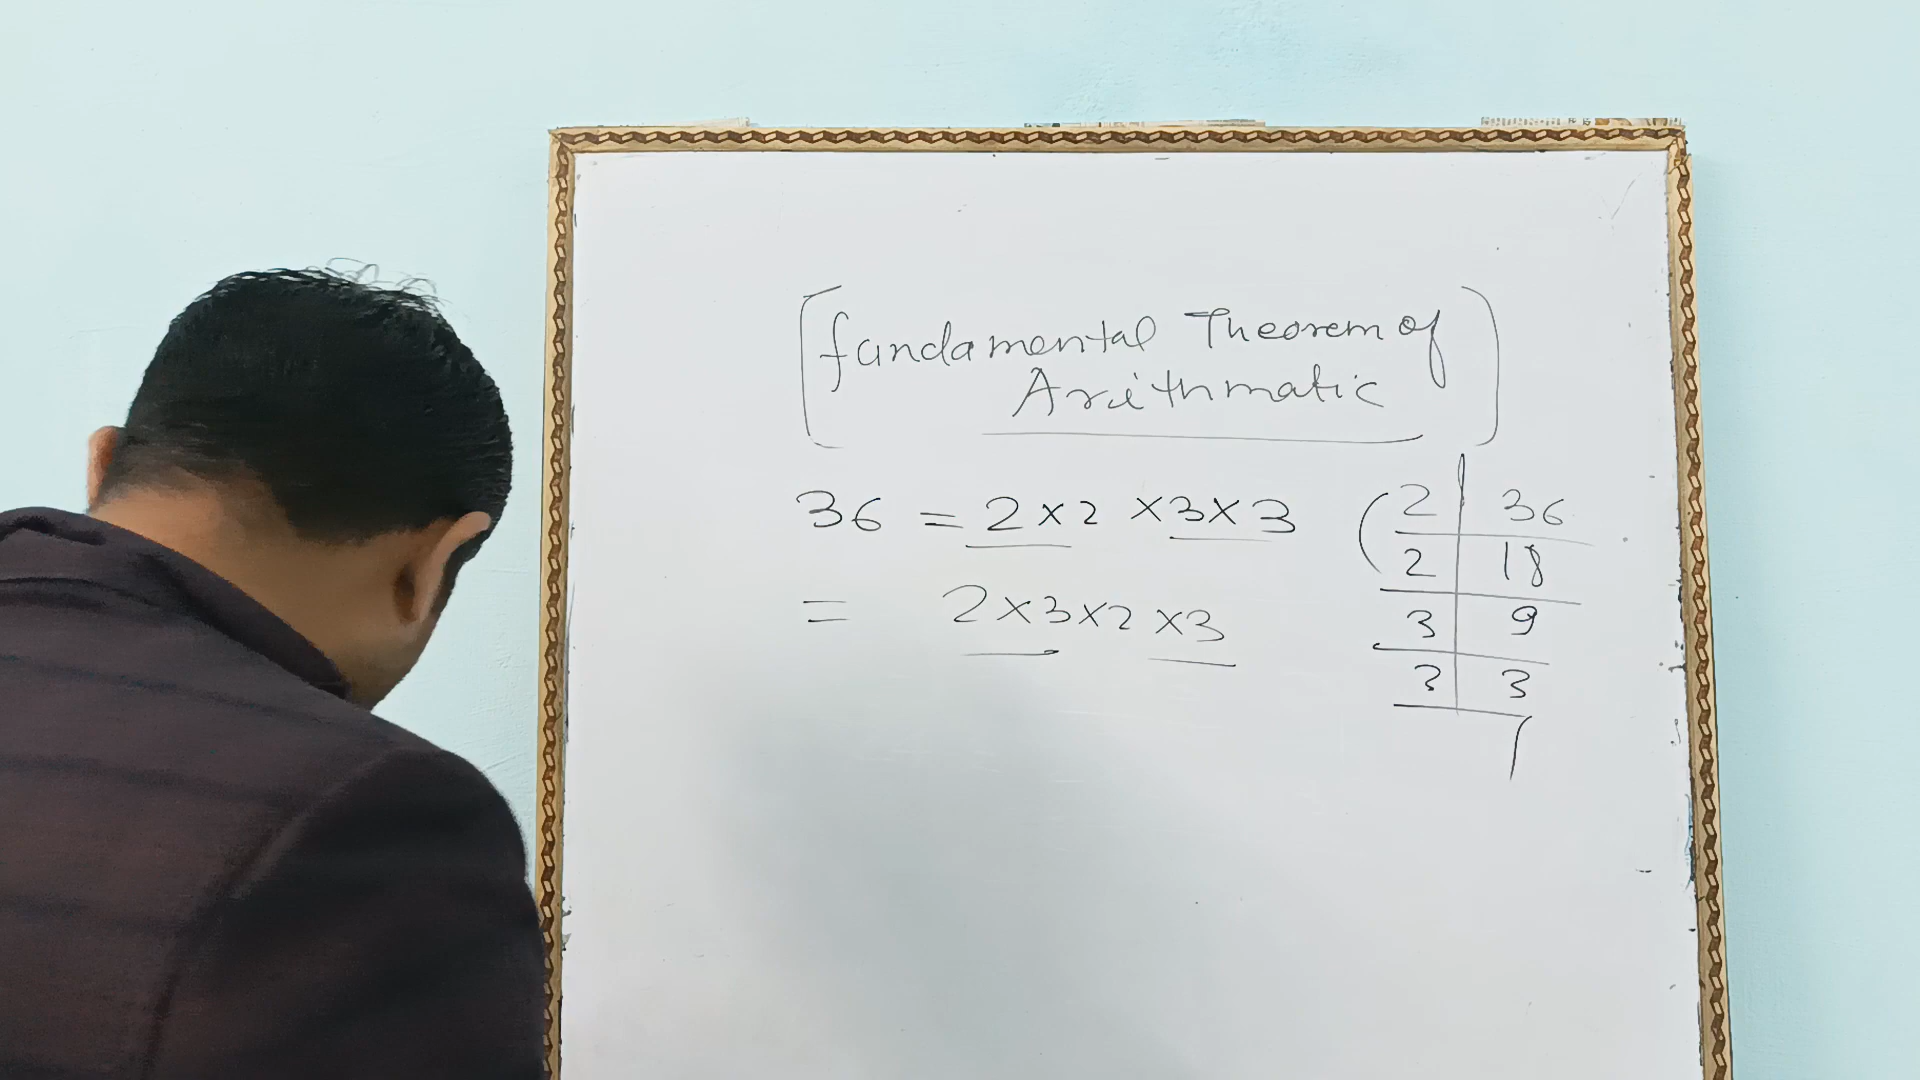 fundamental Theorem of
Arithmatic
36 = 2 × 2 × 3 × 3
= 2 × 3 × 2 × 3
2 | 36
2 | 18
3 | 9
3 | 3
1